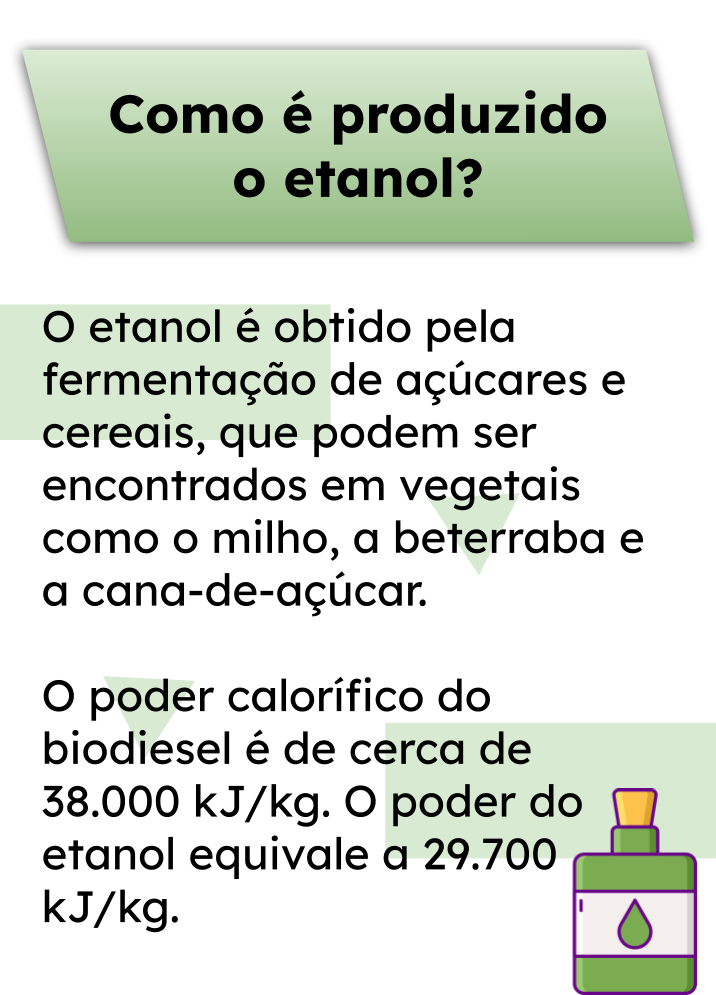 Como é produzido
o etanol?
O etanol é obtido pela
fermentação de açúcares e
cereais, que podem ser
encontrados em vegetais
como o milho, a beterraba e
a cana-de-açúcar.
O poder calorífico do
biodiesel é de cerca de
38.000 kJ/kg. O poder do
etanol equivale a 29.700
kJ/kg.